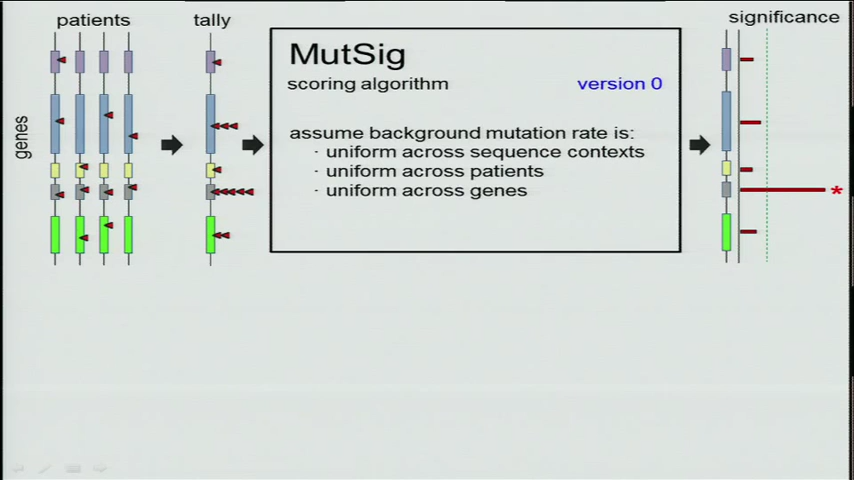 patients
tally
significance
genes
MutSig
scoring algorithm
version 0
assume background mutation rate is:
· uniform across sequence contexts
· uniform across patients
· uniform across genes
*